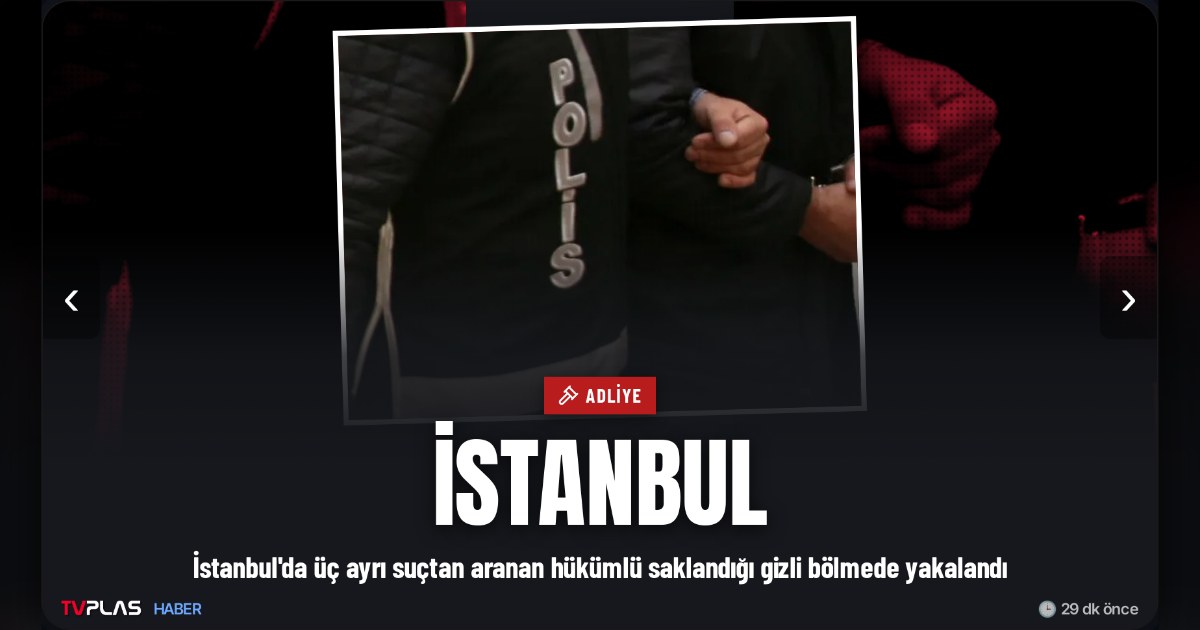 POLİS
ADLİYE
İSTANBUL
İstanbul'da üç ayrı suçtan aranan hükümlü saklandığı gizli bölmede yakalandı
TVPLAS HABER
29 dk önce